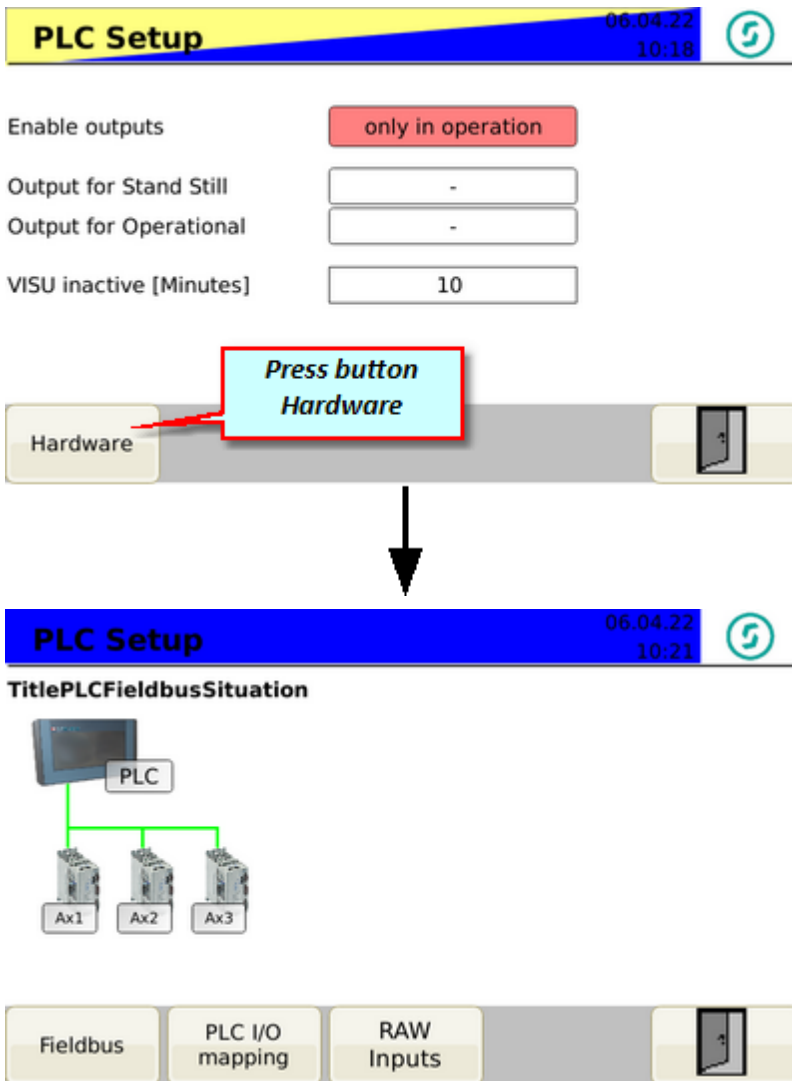 PLC Setup
06.04.22
10:18
Enable outputs
only in operation
Output for Stand Still
-
Output for Operational
-
VISU inactive [Minutes]
10
Press button
Hardware
Hardware
PLC Setup
06.04.22
10:21
TitlePLCFieldbusSituation
PLC
Ax1
Ax2
Ax3
Fieldbus
PLC I/O
mapping
RAW
Inputs